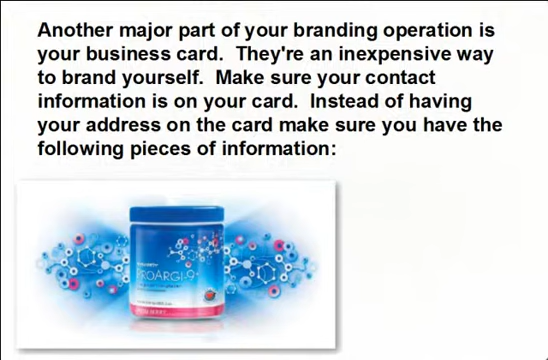 Another major part of your branding operation is
your business card.  They're an inexpensive way
to brand yourself.  Make sure your contact
information is on your card.  Instead of having
your address on the card make sure you have the
following pieces of information:
PROARGI-9